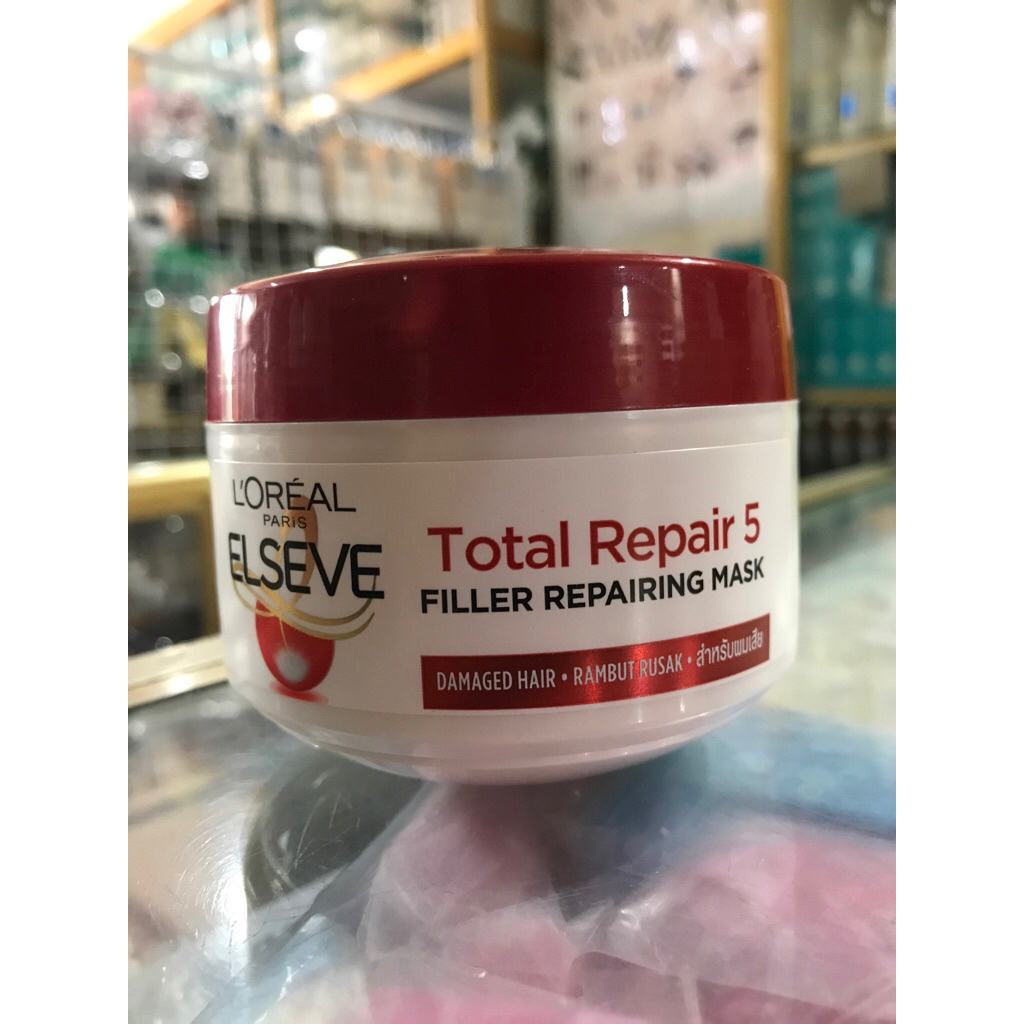 L'ORÉAL
PARIS
ELSEVE
Total Repair 5
FILLER REPAIRING MASK
DAMAGED HAIR • RAMBUT RUSAK • สำหรับผมเสีย